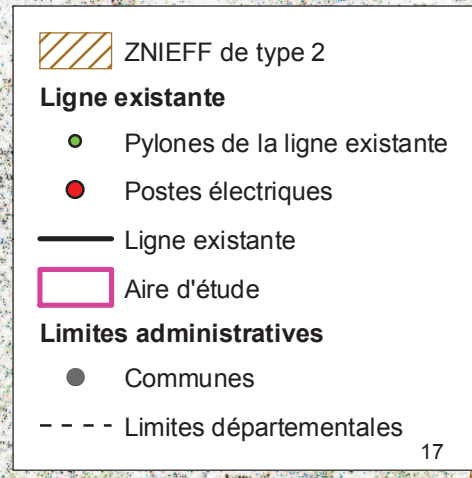 ZNIEFF de type 2
Ligne existante
Pylones de la ligne existante
Postes électriques
Ligne existante
Aire d'étude
Limites administratives
Communes
Limites départementales
17